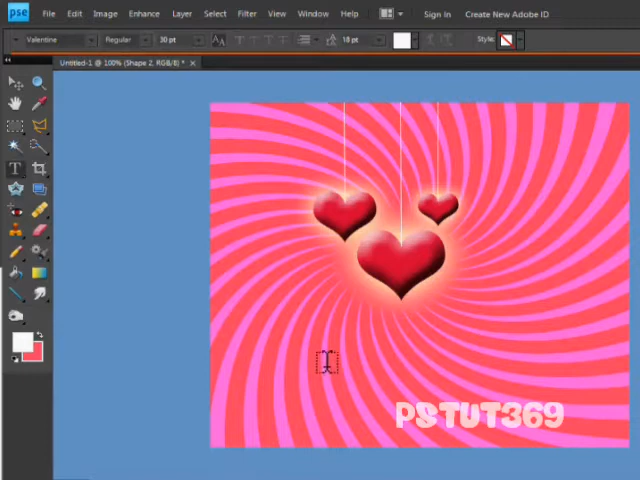 pse File Edit Image Enhance Layer Select Filter View Window Help Sign In Create New Adobe ID
Valentine Regular 30 pt 18 pt Style:
Untitled-1 @ 100% (Shape 2, RGB/8) * ×
T
PSTUT369